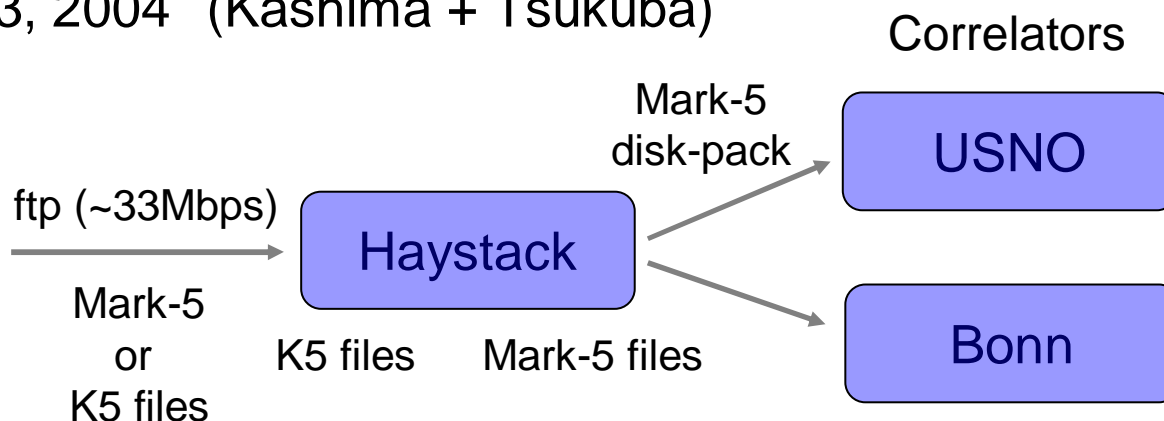 3, 2004 (Kashima + Tsukuba)
Correlators
Mark-5
disk-pack
USNO
ftp (~33Mbps)
Haystack
Mark-5
or
K5 files
K5 files Mark-5 files
Bonn